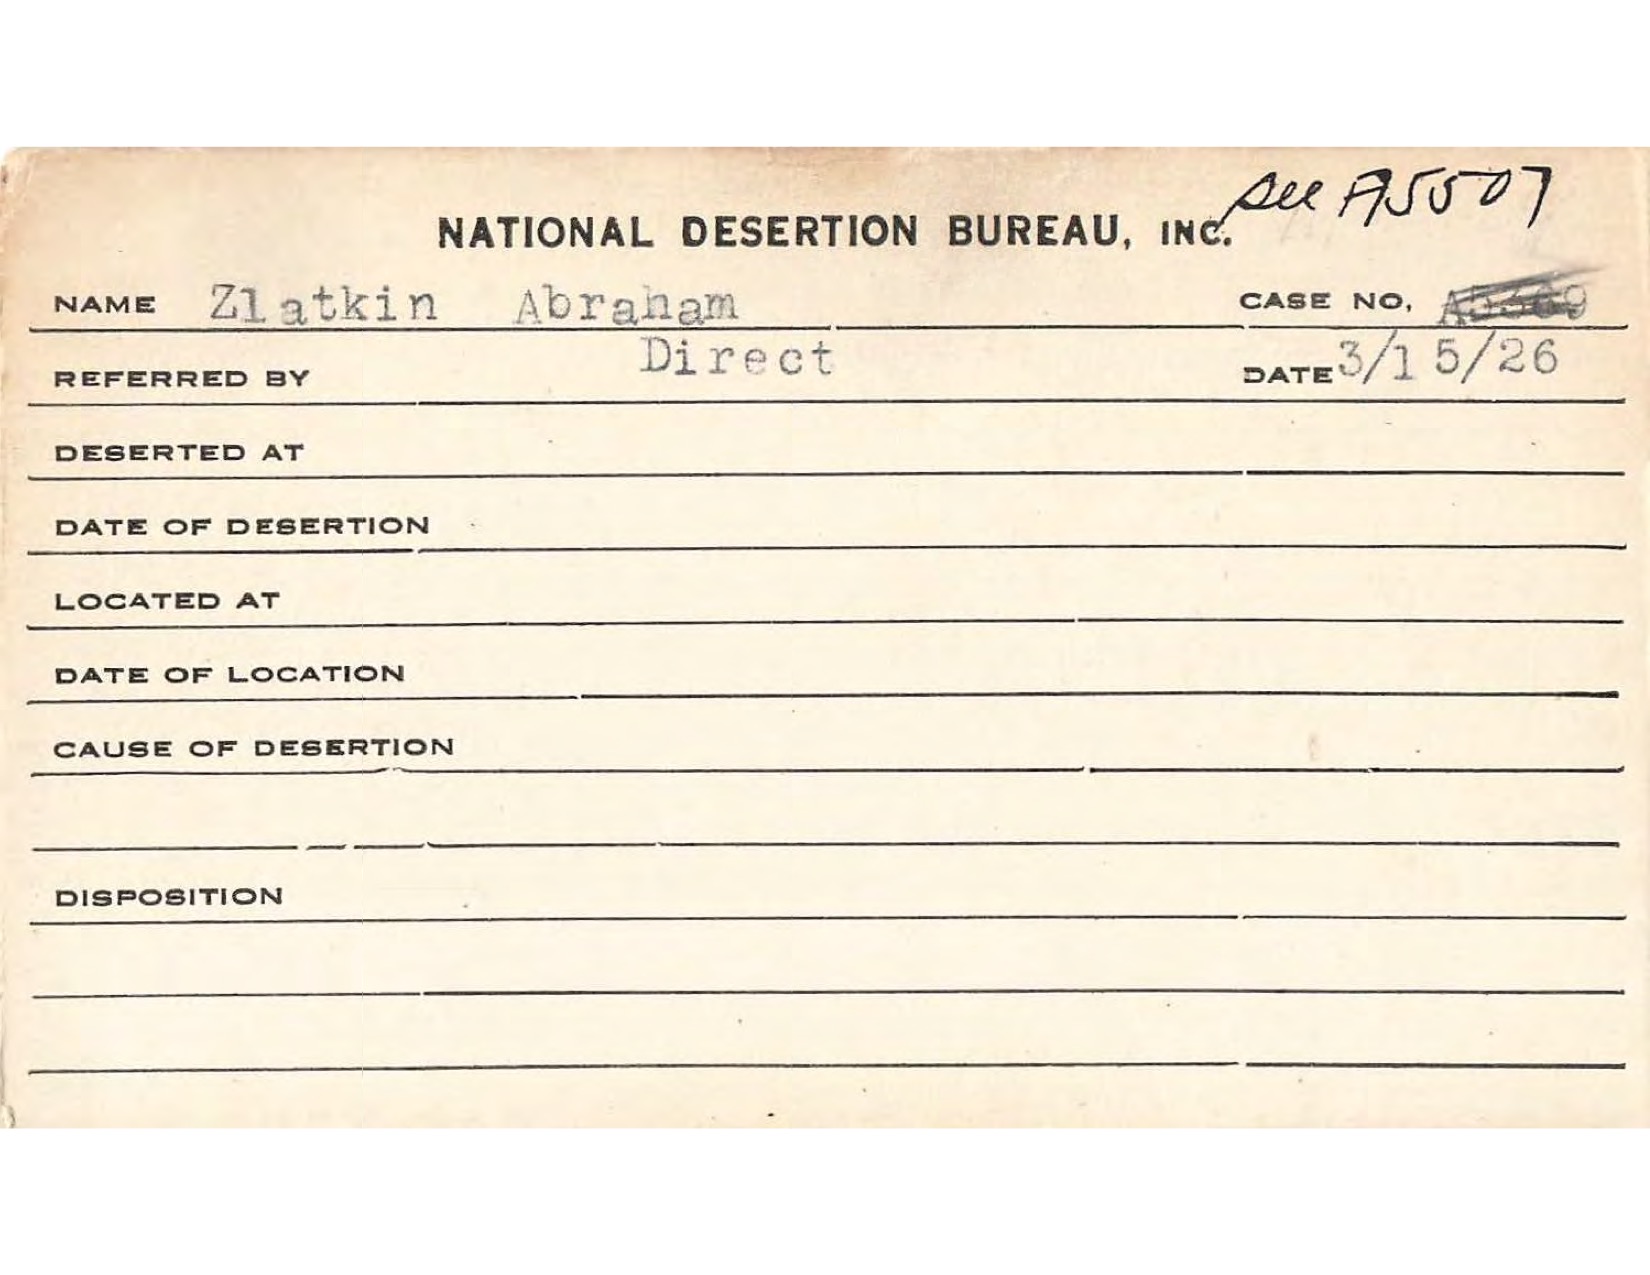 see A5507
NATIONAL DESERTION BUREAU, INC.
NAME Zlatkin Abraham CASE NO.
REFERRED BY Direct DATE 3/15/26
DESERTED AT
DATE OF DESERTION
LOCATED AT
DATE OF LOCATION
CAUSE OF DESERTION
DISPOSITION